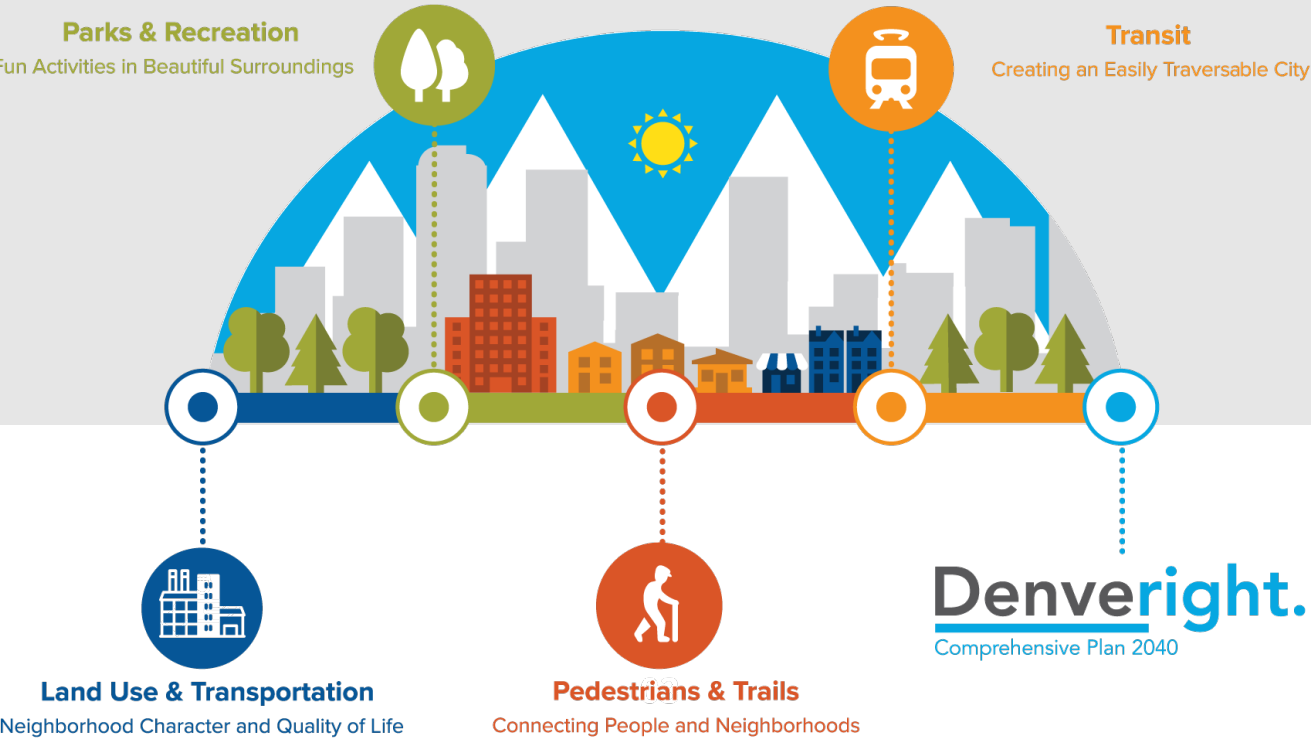 Parks & Recreation
Fun Activities in Beautiful Surroundings
Transit
Creating an Easily Traversable City
Denveright.
Comprehensive Plan 2040
Land Use & Transportation
Neighborhood Character and Quality of Life
Pedestrians & Trails
Connecting People and Neighborhoods